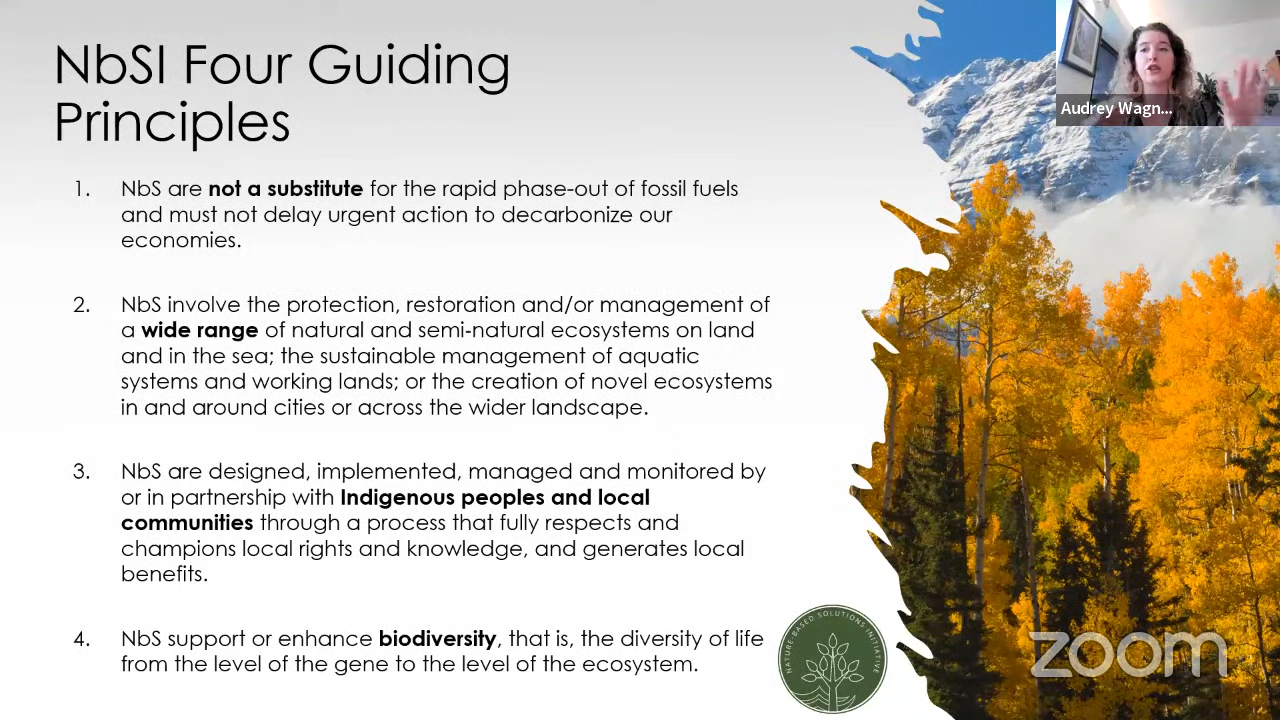 NbSI Four Guiding
Principles
Audrey Wagn...
1. NbS are not a substitute for the rapid phase-out of fossil fuels
and must not delay urgent action to decarbonize our
economies.
2. NbS involve the protection, restoration and/or management of
a wide range of natural and semi-natural ecosystems on land
and in the sea; the sustainable management of aquatic
systems and working lands; or the creation of novel ecosystems
in and around cities or across the wider landscape.
3. NbS are designed, implemented, managed and monitored by
or in partnership with Indigenous peoples and local
communities through a process that fully respects and
champions local rights and knowledge, and generates local
benefits.
4. NbS support or enhance biodiversity, that is, the diversity of life
from the level of the gene to the level of the ecosystem.
NATURE-BASED SOLUTIONS INITIATIVE
zoom